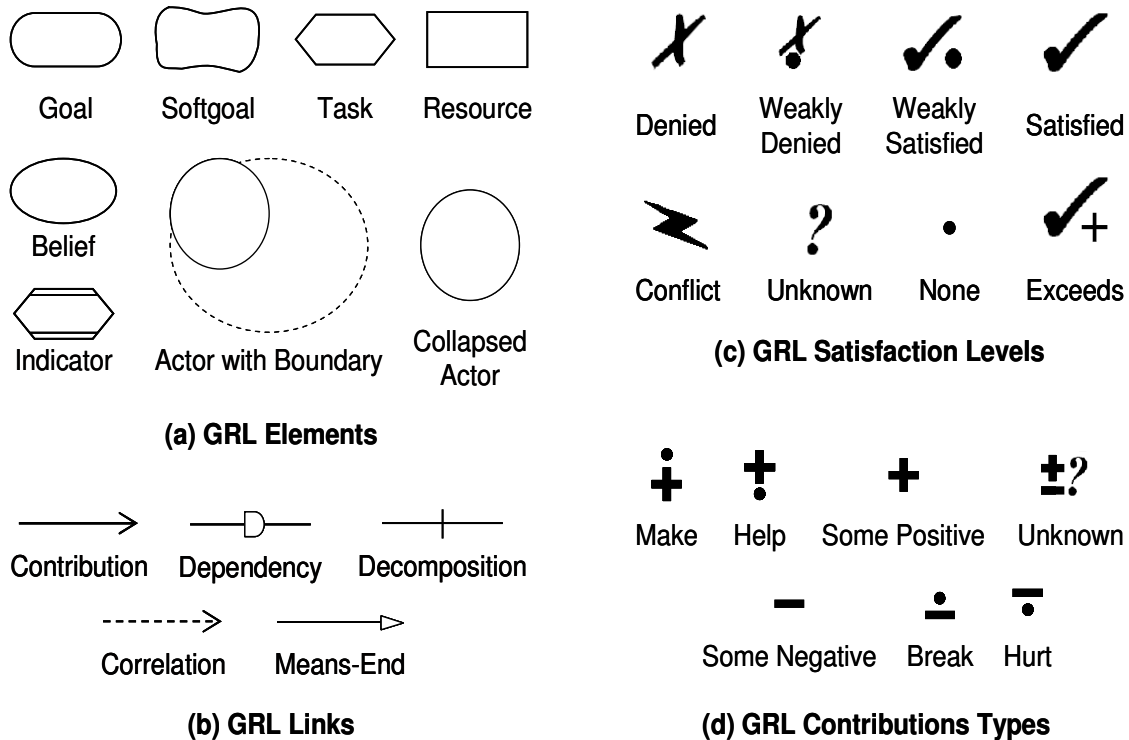 Goal Softgoal Task Resource
Belief
Indicator Actor with Boundary Collapsed
Actor
(a) GRL Elements
Contribution Dependency Decomposition
Correlation Means-End
(b) GRL Links
Denied Weakly
Denied Weakly
Satisfied Satisfied
?
+
Conflict Unknown None Exceeds
(c) GRL Satisfaction Levels
+ + + ±?
Make Help Some Positive Unknown
Some Negative Break Hurt
(d) GRL Contributions Types